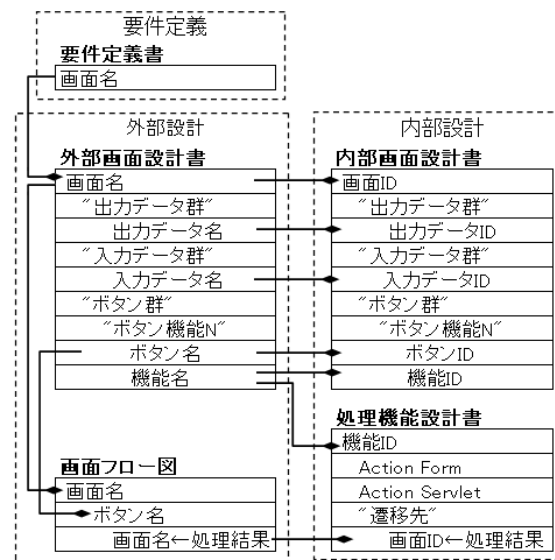 要件定義
要件定義書
画面名
外部設計
外部画面設計書
画面名
"出力データ群"
出力データ名
"入力データ群"
入力データ名
"ボタン群"
"ボタン機能N"
ボタン名
機能名
画面フロー図
画面名
ボタン名
画面名←処理結果
内部設計
内部画面設計書
画面ID
"出力データ群"
出力データID
"入力データ群"
入力データID
"ボタン群"
"ボタン機能N"
ボタンID
機能ID
処理機能設計書
機能ID
Action Form
Action Servlet
"遷移先"
画面ID←処理結果